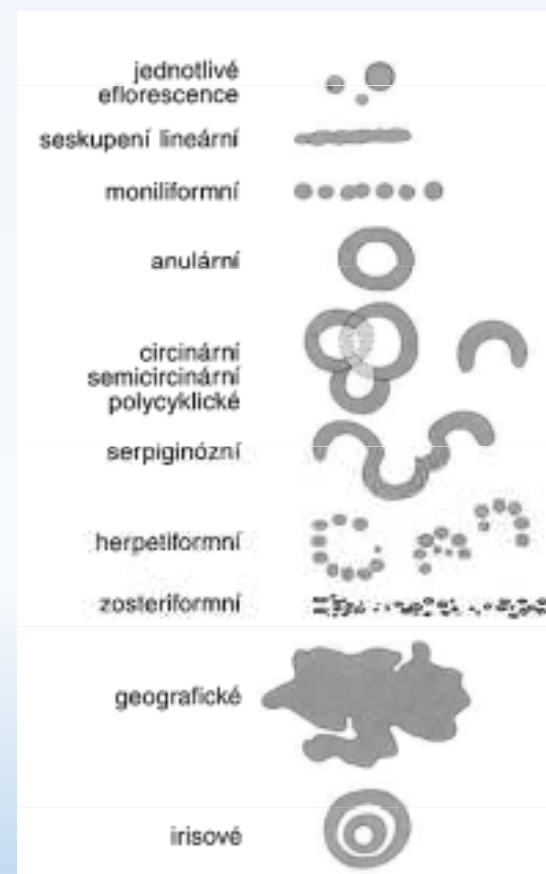 jednotlivé
eflorescence
seskupení lineární
moniliformní
anulární
circinární
semicircinární
polycyklické
serpiginózní
herpetiformní
zosteriformní
geografické
irisové